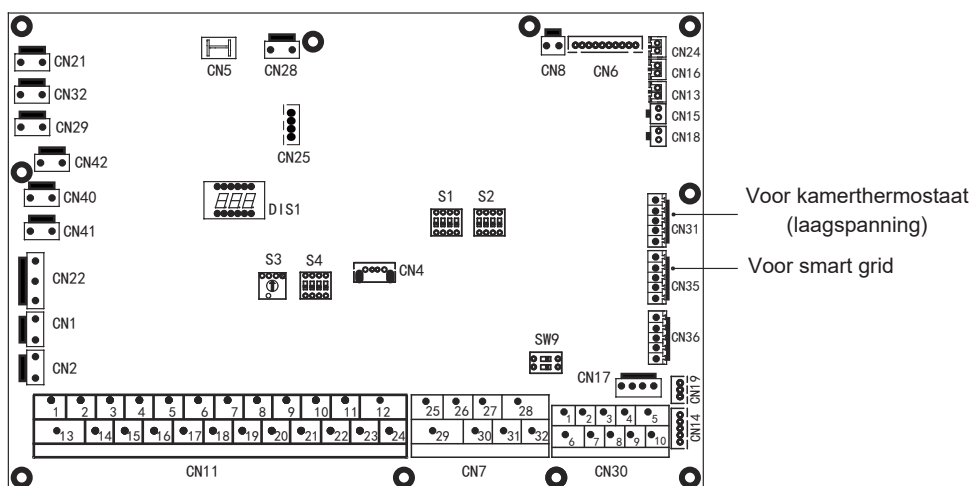 CN21
CN32
CN29
CN42
CN40
CN41
CN22
CN1
CN2
CN5
CN28
CN25
DIS1
S1 S2
S3 S4
CN4
CN8 CN6
CN24
CN16
CN13
CN15
CN18
CN31
CN35
CN36
Voor kamerthermostaat
(laagspanning)
Voor smart grid
SW9
CN17
CN19
CN14
1 2 3 4 5 6 7 8 9 10 11 12
13 14 15 16 17 18 19 20 21 22 23 24
CN11
25 26 27 28
29 30 31 32
CN7
1 2 3 4 5
6 7 8 9 10
CN30